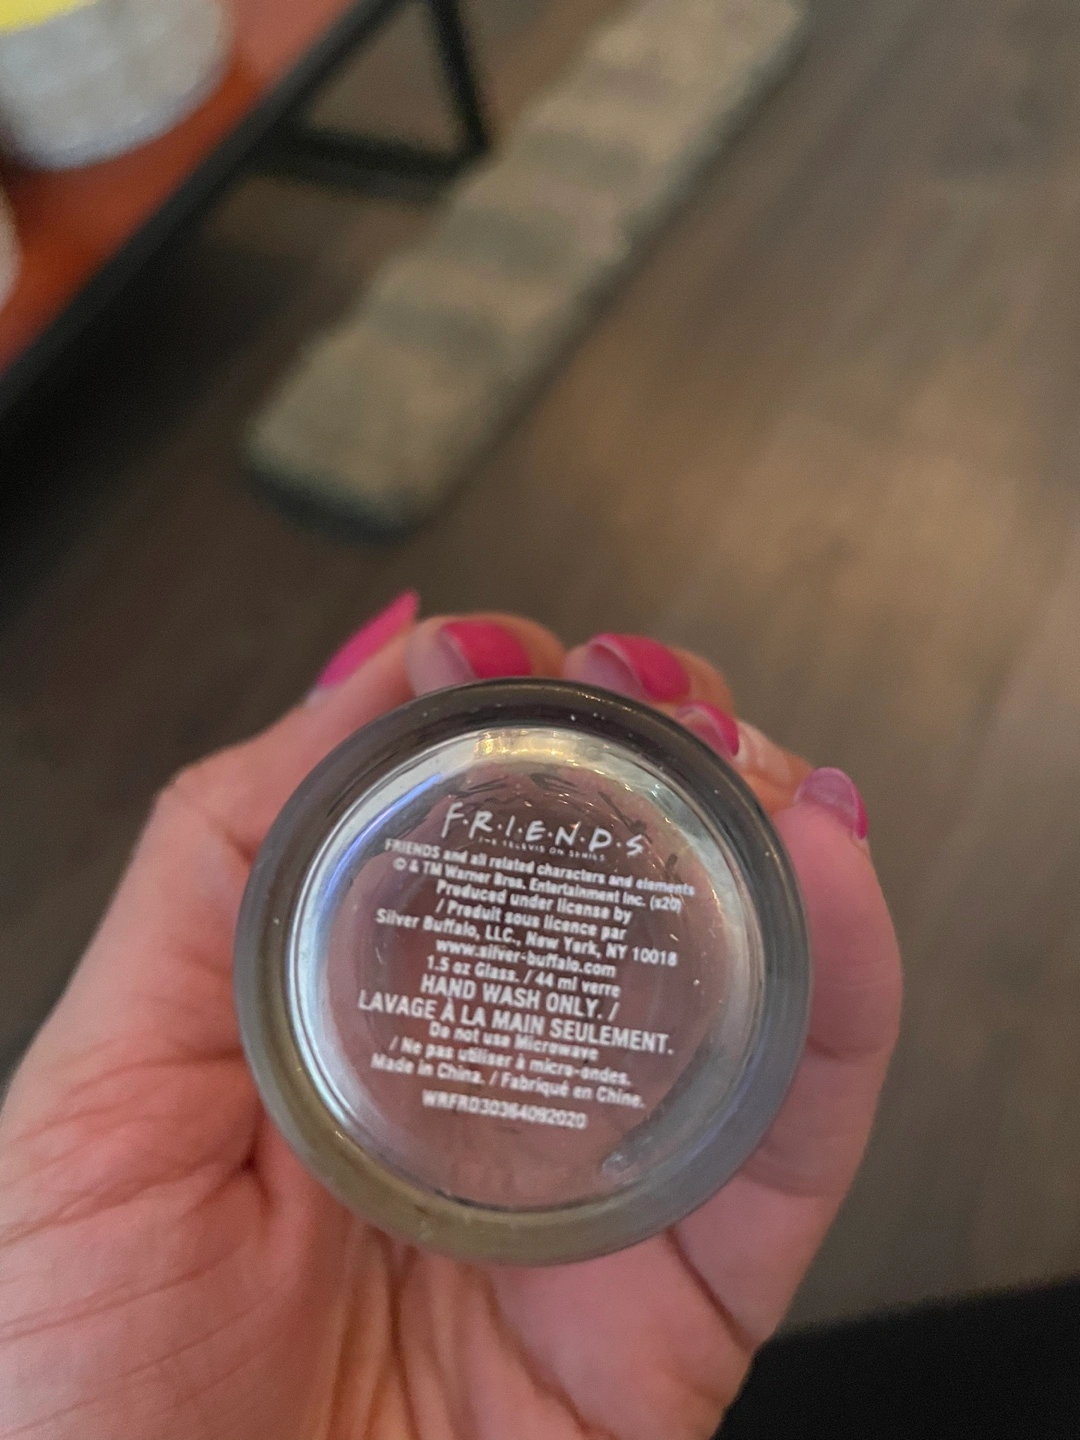 F·R·I·E·N·D·S
THE TELEVISION SERIES
FRIENDS and all related characters and elements
© & TM Warner Bros. Entertainment Inc. (s20)
Produced under license by
/ Produit sous licence par
Silver Buffalo, LLC., New York, NY 10018
www.silver-buffalo.com
1.5 oz Glass. / 44 ml verre
HAND WASH ONLY. /
LAVAGE À LA MAIN SEULEMENT.
Do not use Microwave
/ Ne pas utiliser à micro-ondes.
Made in China. / Fabriqué en Chine.
WRFRD30364092020